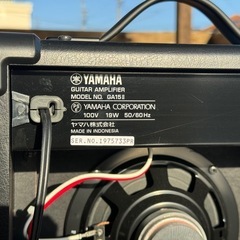 YAMAHA
GUITAR AMPLIFIER
MODEL NO. GA15II
YAMAHA CORPORATION
100V 19W 50/60Hz
ヤマハ株式会社
MADE IN INDONESIA
SER.NO.1975733PR